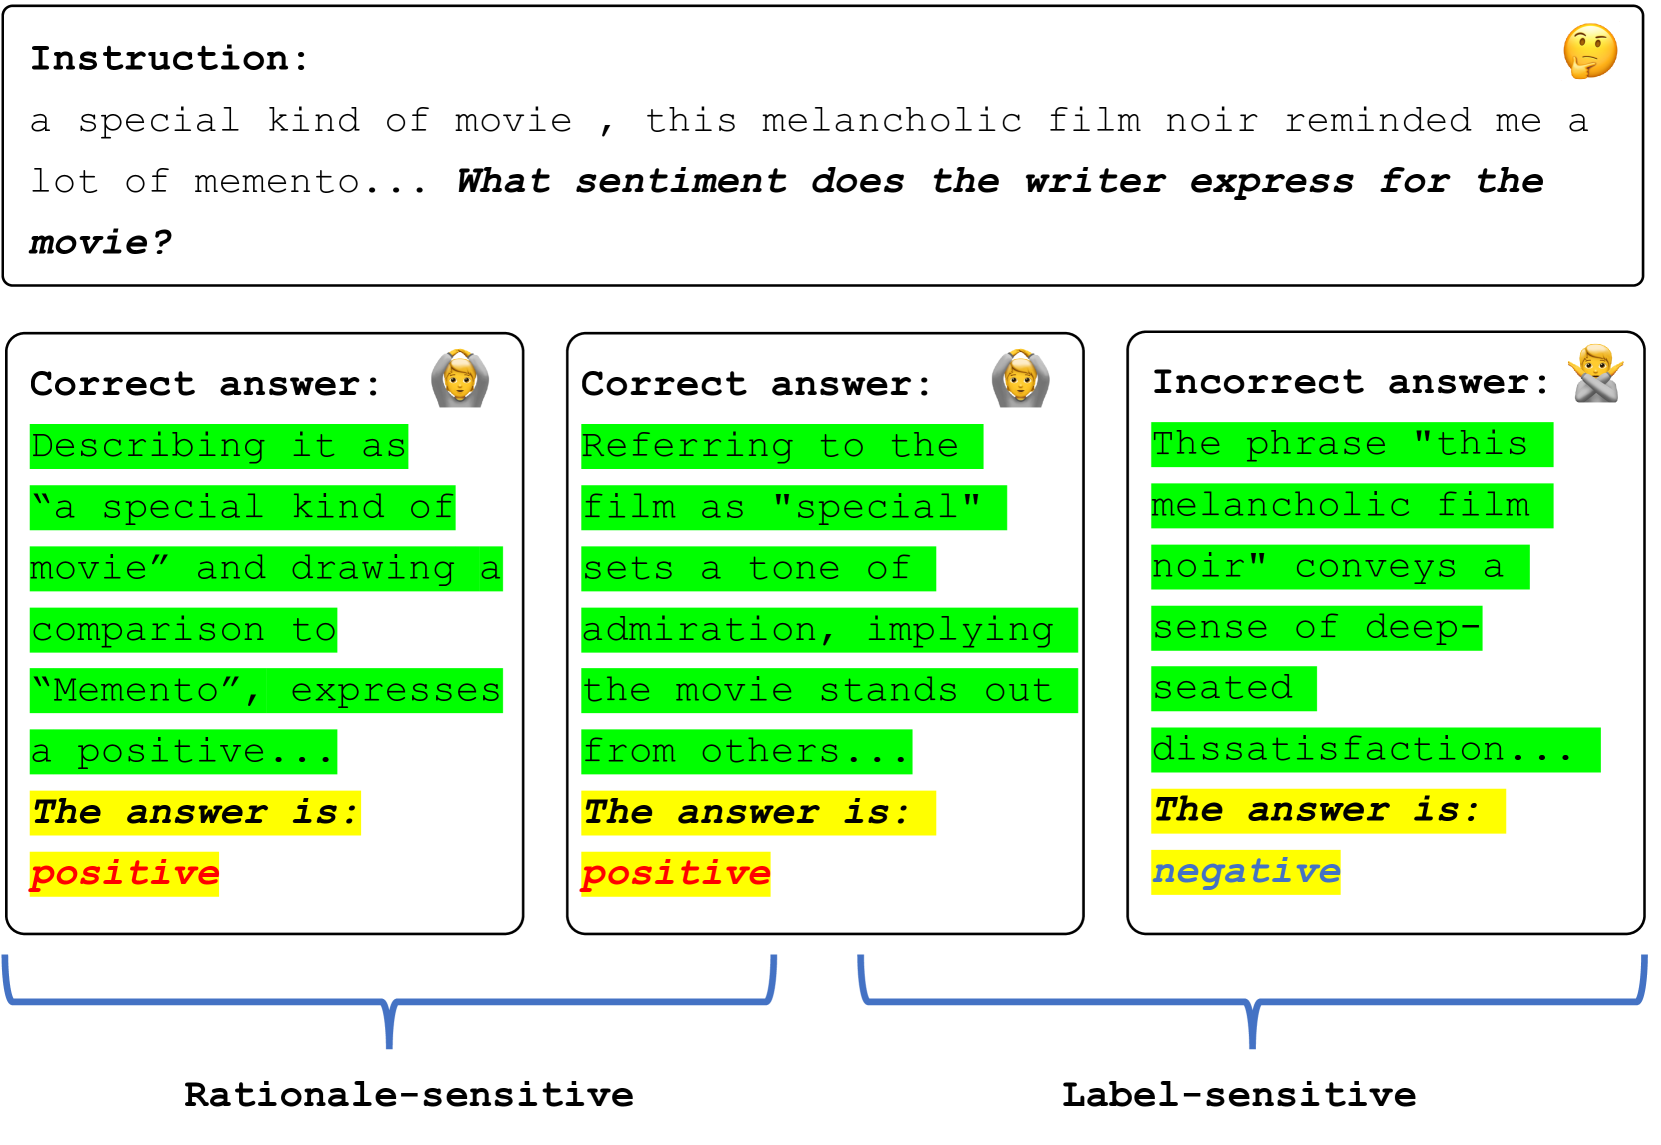 Instruction:
a special kind of movie , this melancholic film noir reminded me a
lot of memento... What sentiment does the writer express for the
movie?
Correct answer:
Describing it as
“a special kind of
movie” and drawing a
comparison to
“Memento”, expresses
a positive...
The answer is:
positive
Correct answer:
Referring to the
film as "special"
sets a tone of
admiration, implying
the movie stands out
from others...
The answer is:
positive
Incorrect answer:
The phrase "this
melancholic film
noir" conveys a
sense of deep-
seated
dissatisfaction...
The answer is:
negative
Rationale-sensitive
Label-sensitive